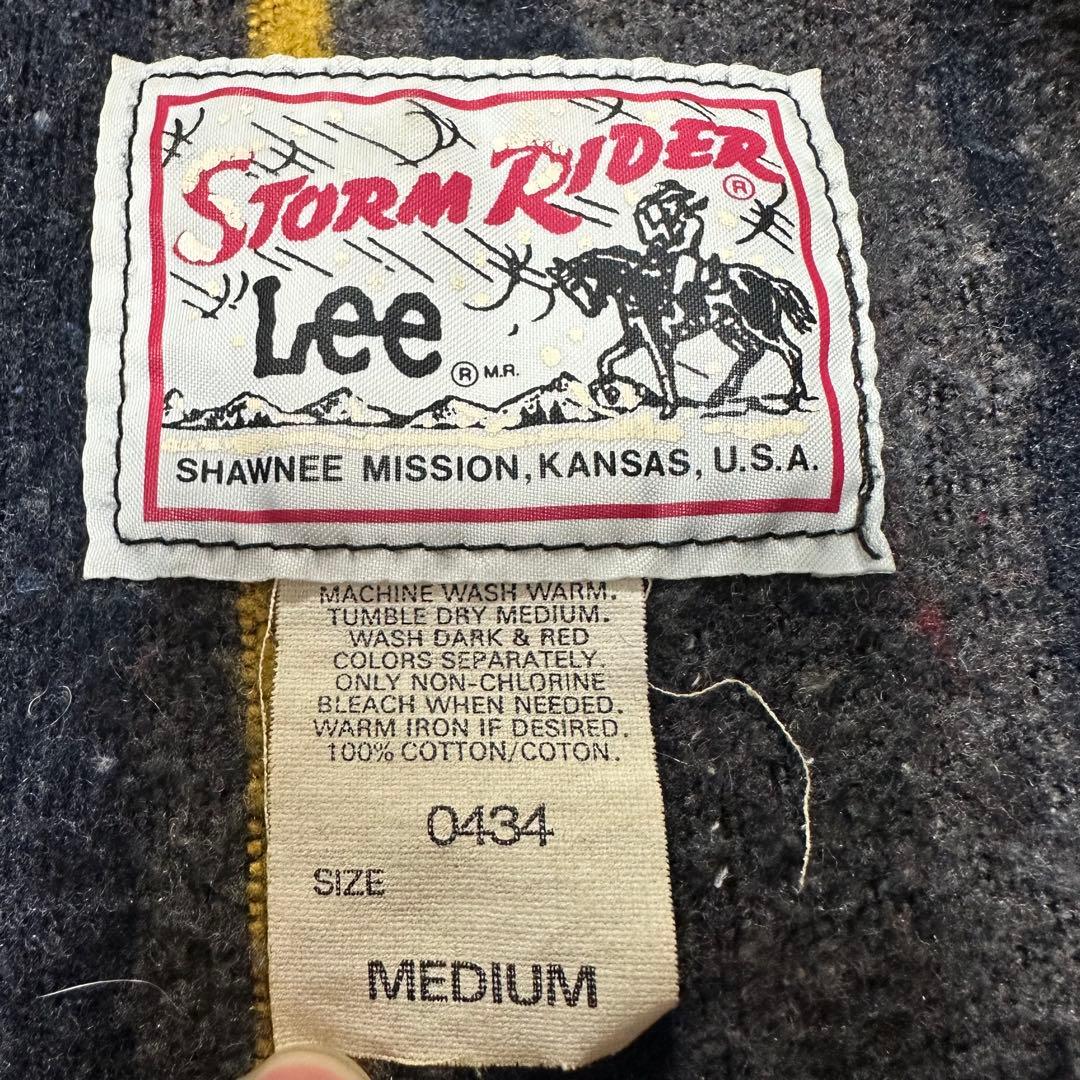 STORM RIDER ®
Lee ® M.R.
SHAWNEE MISSION, KANSAS, U.S.A.
MACHINE WASH WARM.
TUMBLE DRY MEDIUM.
WASH DARK & RED
COLORS SEPARATELY.
ONLY NON-CHLORINE
BLEACH WHEN NEEDED.
WARM IRON IF DESIRED.
100% COTTON/COTON.
0434
SIZE
MEDIUM